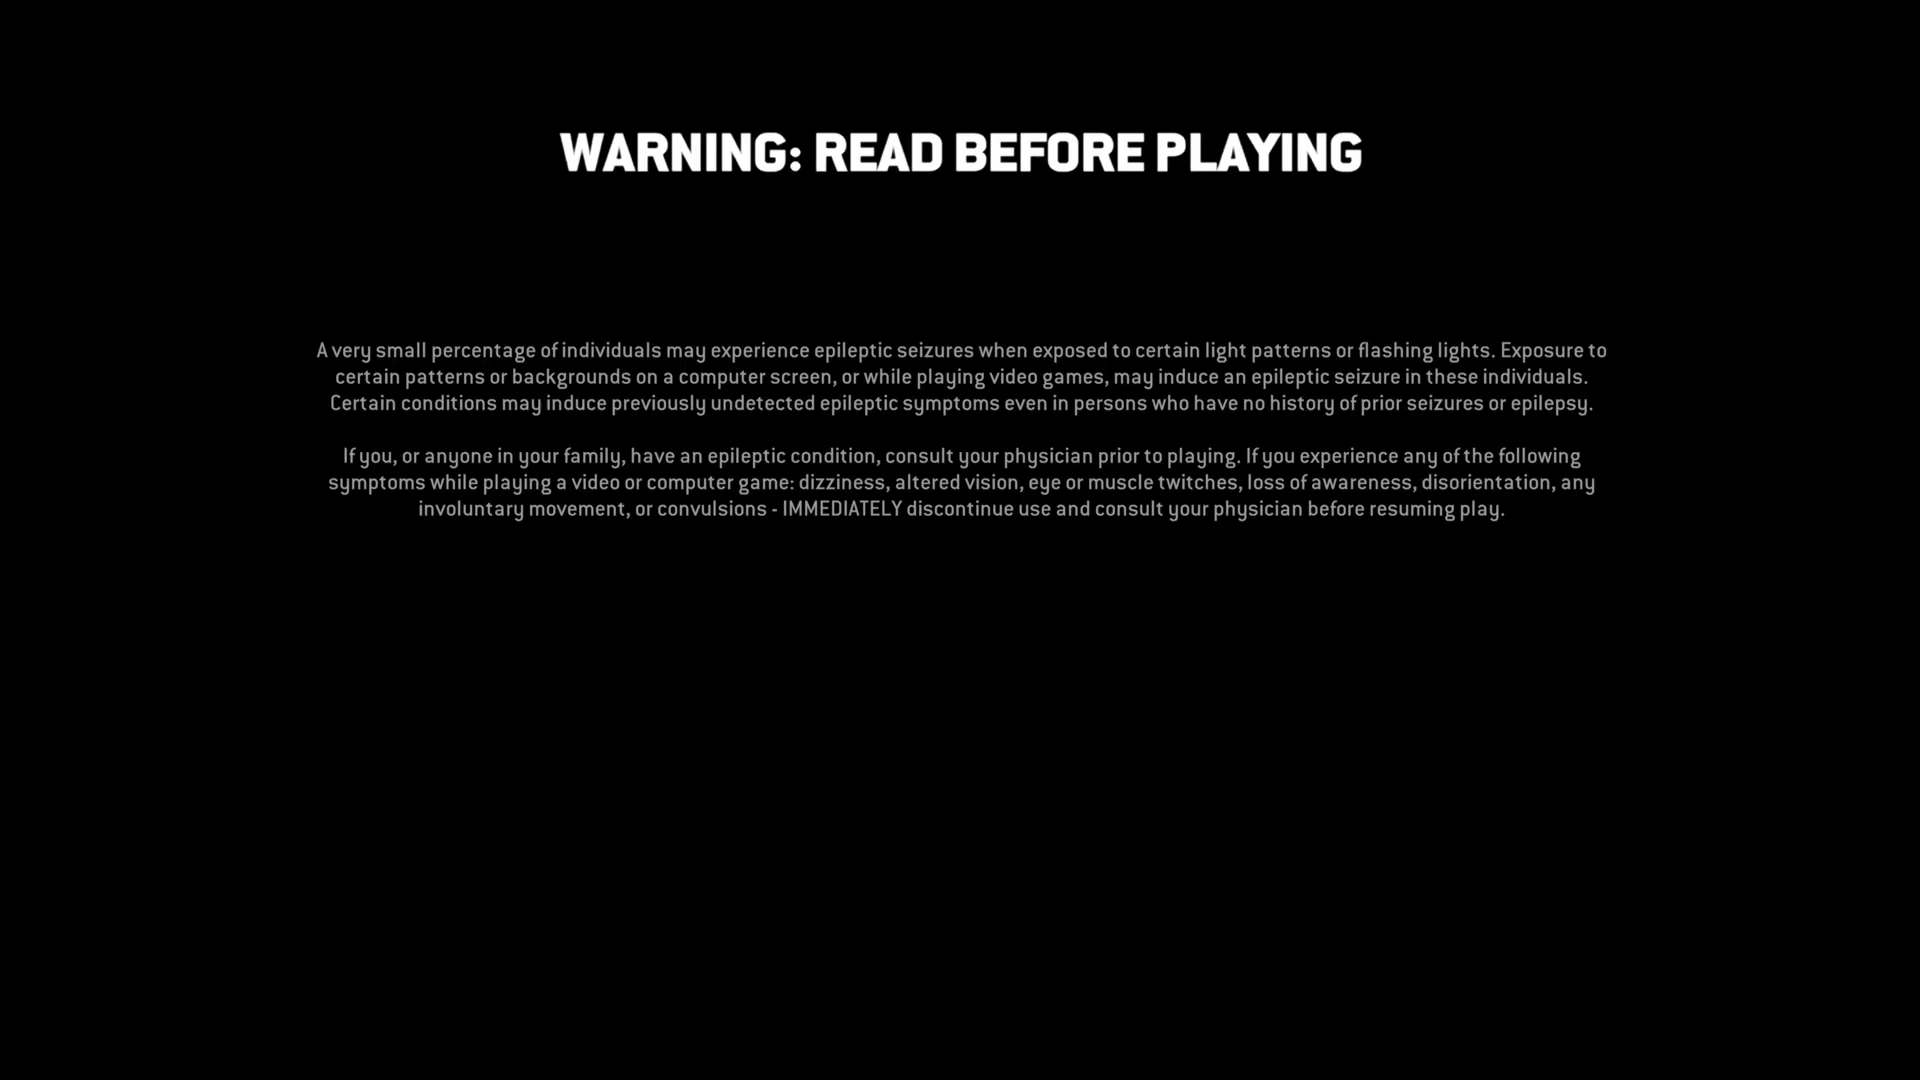 WARNING: READ BEFORE PLAYING
A very small percentage of individuals may experience epileptic seizures when exposed to certain light patterns or flashing lights. Exposure to
certain patterns or backgrounds on a computer screen, or while playing video games, may induce an epileptic seizure in these individuals.
Certain conditions may induce previously undetected epileptic symptoms even in persons who have no history of prior seizures or epilepsy.
If you, or anyone in your family, have an epileptic condition, consult your physician prior to playing. If you experience any of the following
symptoms while playing a video or computer game: dizziness, altered vision, eye or muscle twitches, loss of awareness, disorientation, any
involuntary movement, or convulsions - IMMEDIATELY discontinue use and consult your physician before resuming play.